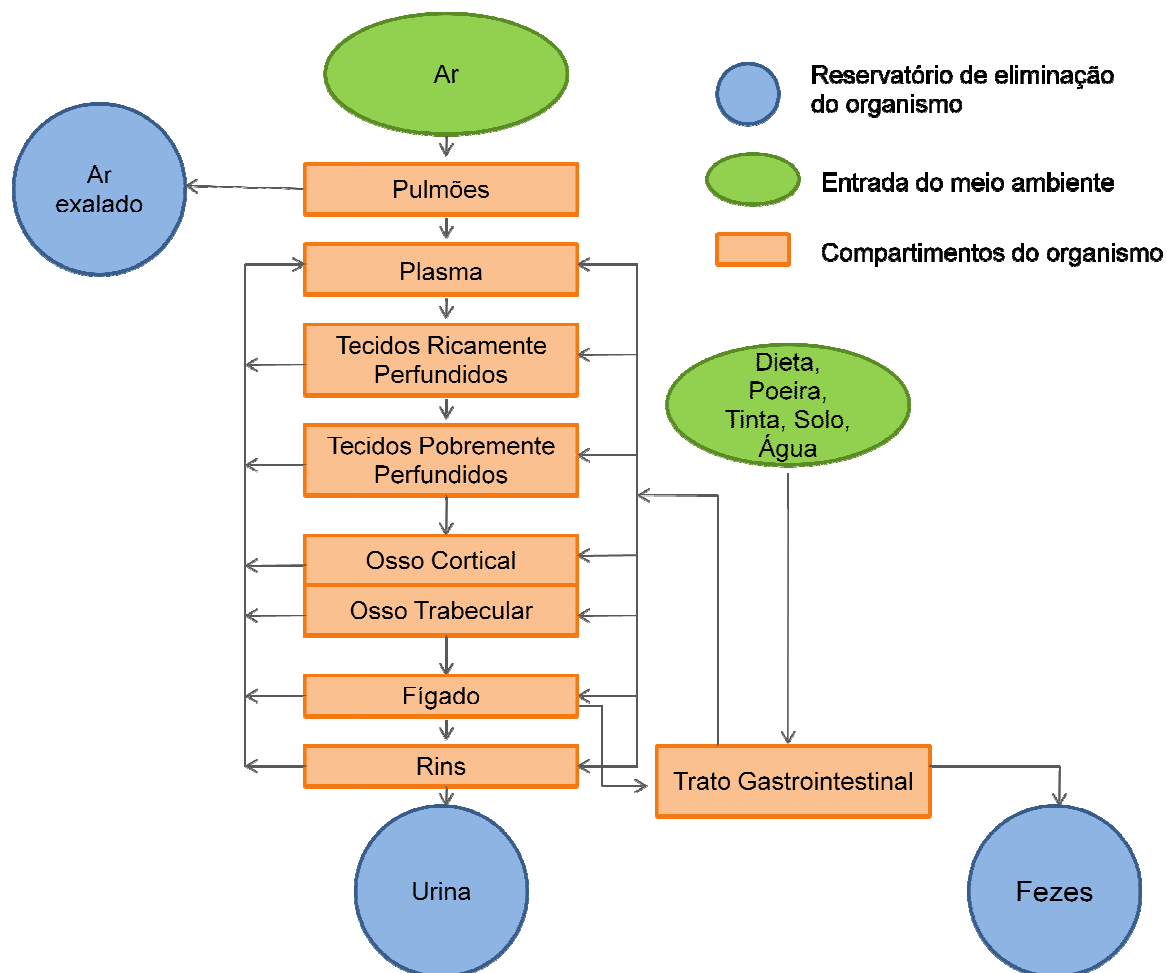 Ar
Reservatório de eliminação
do organismo
Ar
exalado
Pulmões
Entrada do meio ambiente
Plasma
Compartimentos do organismo
Tecidos Ricamente
Perfundidos
Dieta,
Poeira,
Tinta, Solo,
Água
Tecidos Pobremente
Perfundidos
Osso Cortical
Osso Trabecular
Fígado
Rins
Trato Gastrointestinal
Urina
Fezes